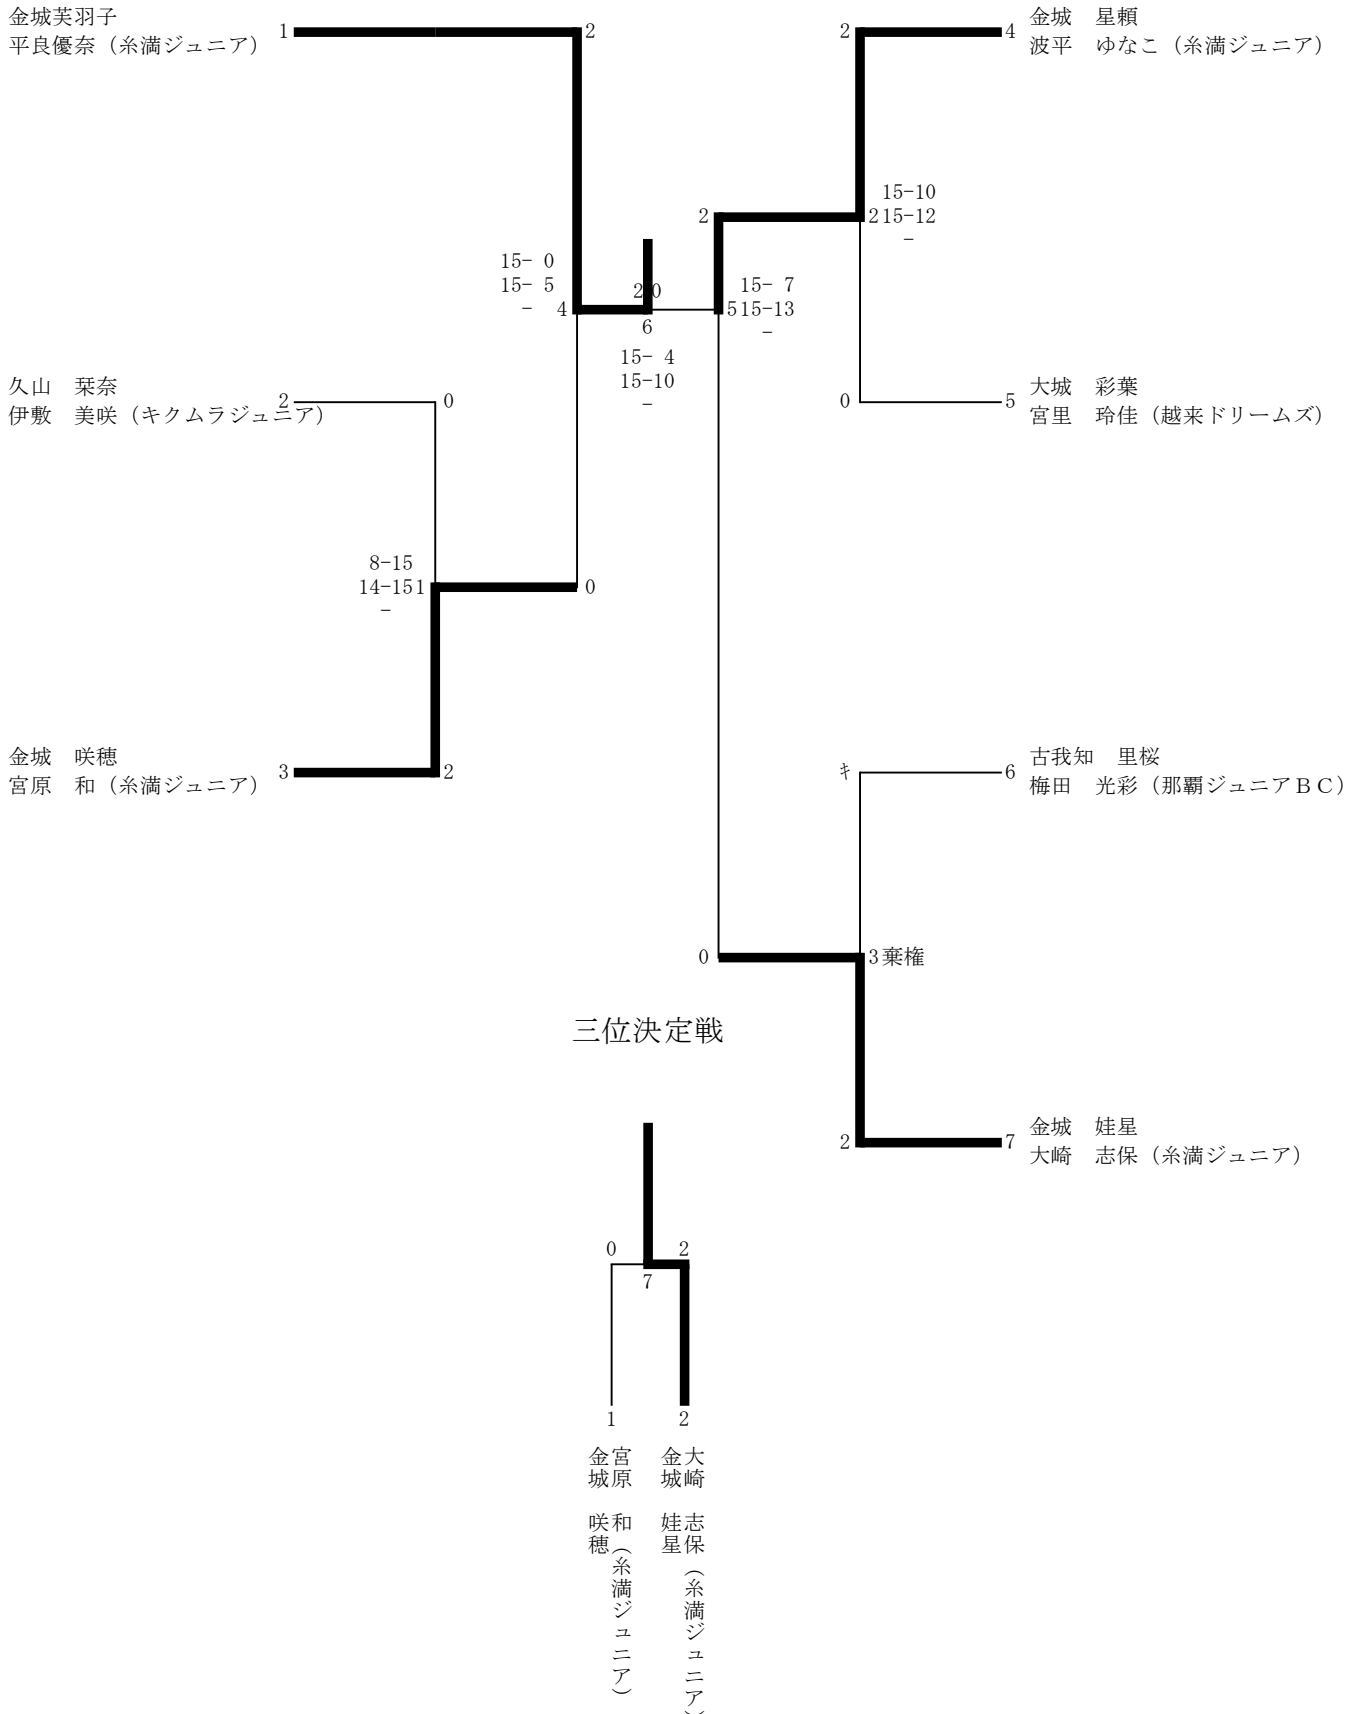 金城芙羽子
平良優奈（糸満ジュニア）
1
2
2
4
金城　星頼
波平　ゆなこ（糸満ジュニア）
15-10
2
2 15-12
-
15- 0
15- 5
-
4
2 0
6
15- 4
15-10
-
15- 7
5 15-13
-
久山　栞奈
伊敷　美咲（キクムラジュニア）
2
0
0
5
大城　彩葉
宮里　玲佳（越来ドリームズ）
8-15
14-15 1
-
0
金城　咲穂
宮原　和（糸満ジュニア）
3
2
ｷ
6
古我知　里桜
梅田　光彩（那覇ジュニアＢＣ）
0
3 棄権
三位決定戦
2
7
金城　娃星
大崎　志保（糸満ジュニア）
0
2
7
1
2
金城　咲穂
宮原　和（糸満ジュニア）
金城　娃星
大崎　志保（糸満ジュニア）